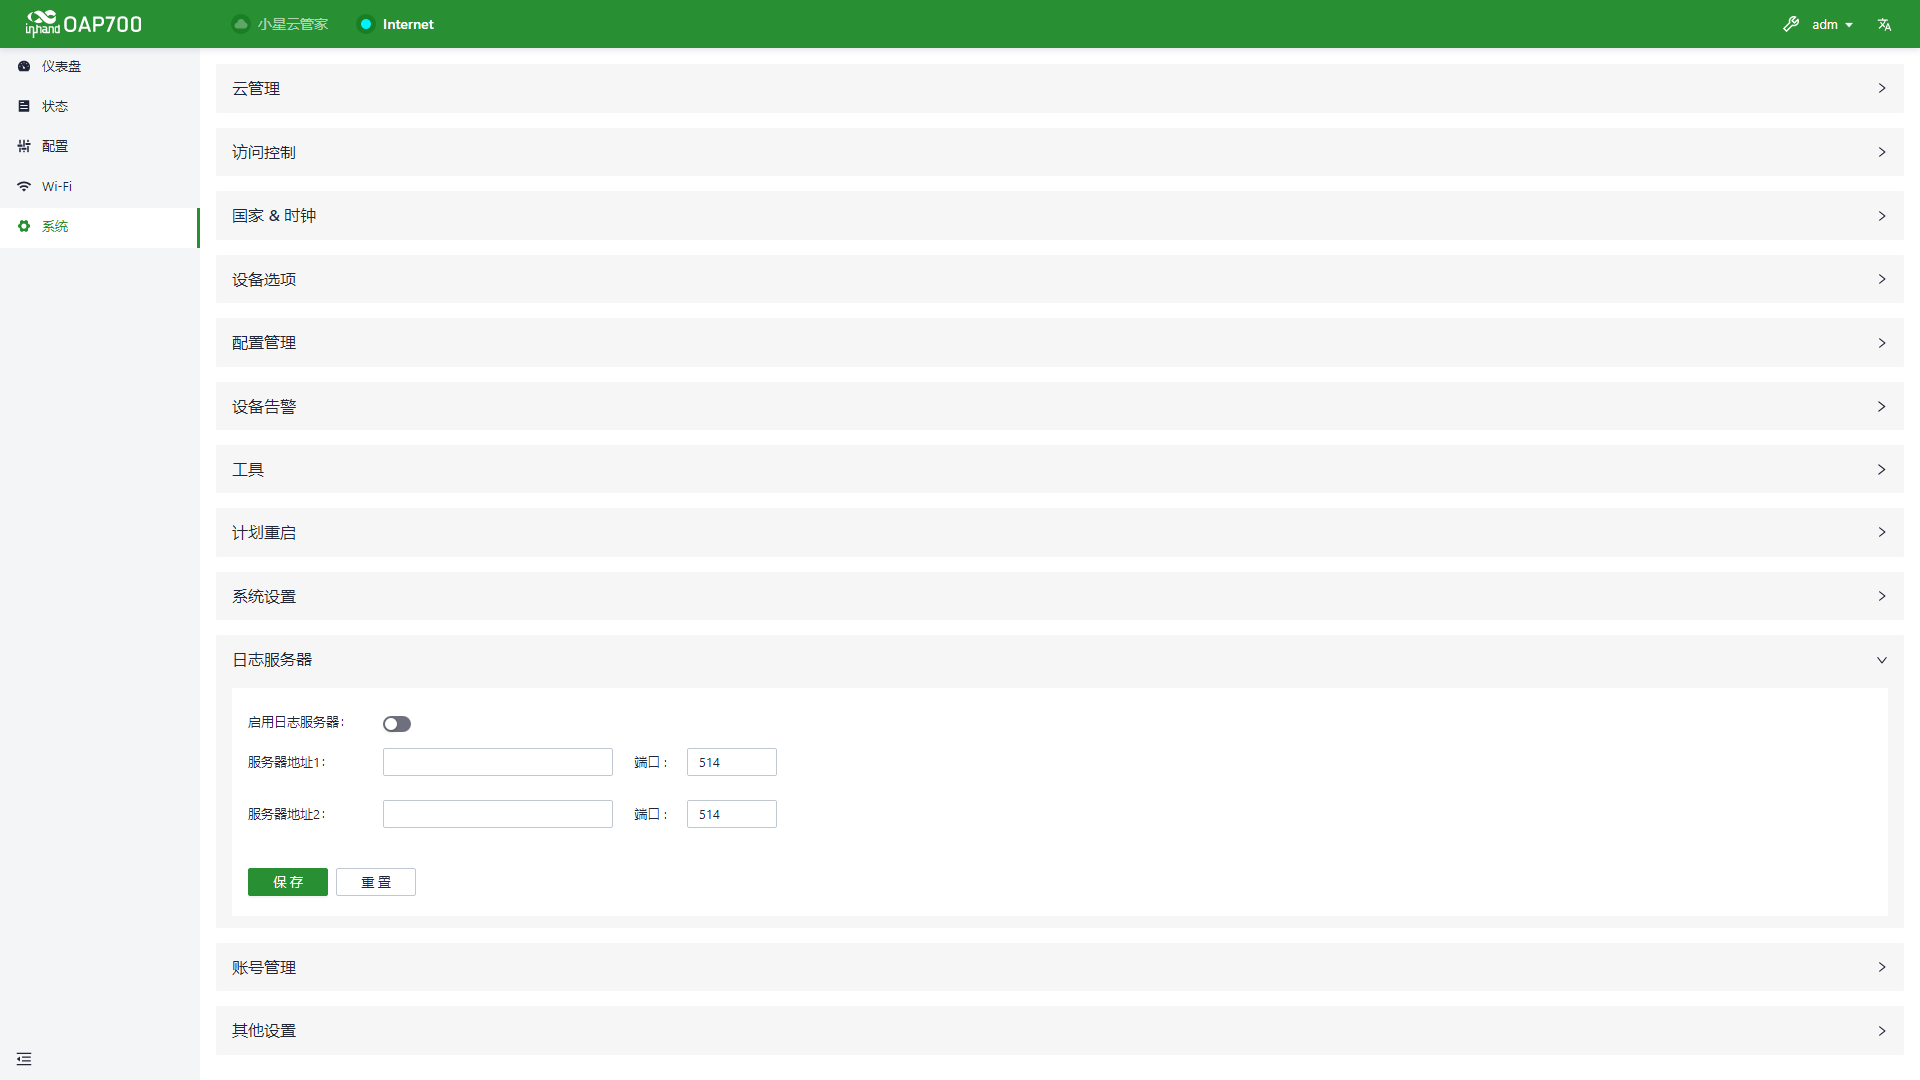 inhand OAP700
小星云管家
Internet
adm
仪表盘
状态
配置
Wi-Fi
系统
云管理
访问控制
国家 & 时钟
设备选项
配置管理
设备告警
工具
计划重启
系统设置
日志服务器
启用日志服务器:
服务器地址1:
端口 :
514
服务器地址2:
端口 :
514
保 存
重 置
账号管理
其他设置